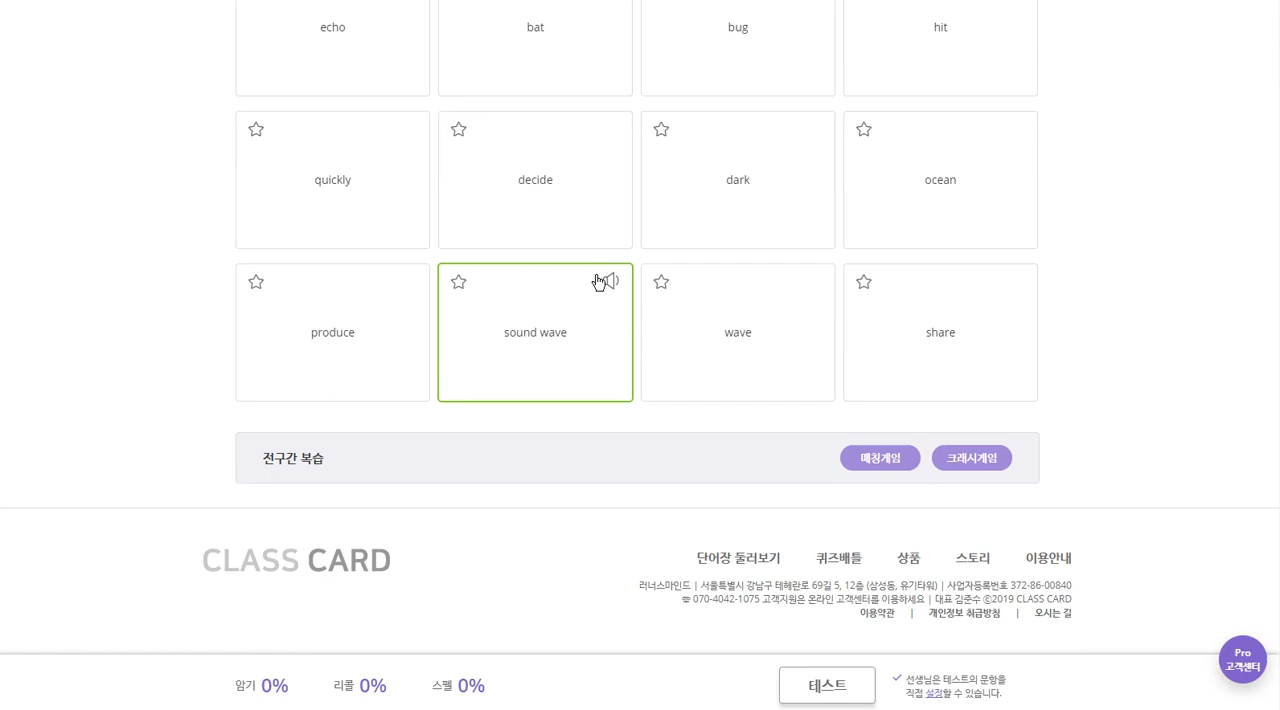 echo
bat
bug
hit
quickly
decide
dark
ocean
produce
sound wave
wave
share
전구간 복습
매칭게임
크래시게임
CLASS CARD
단어장 둘러보기
퀴즈배틀
상품
스토리
이용안내
러너스마인드 | 서울특별시 강남구 테헤란로 69길 5, 12층 (삼성동, 유기타워) | 사업자등록번호 372-86-00840
☏ 070-4042-1075 고객지원은 온라인 고객센터를 이용하세요 | 대표 김준수 ⓒ2019 CLASS CARD
이용약관 | 개인정보 취급방침 | 오시는 길
Pro
고객센터
암기 0%
리콜 0%
스펠 0%
테스트
선생님은 테스트의 문항을
직접 설정할 수 있습니다.